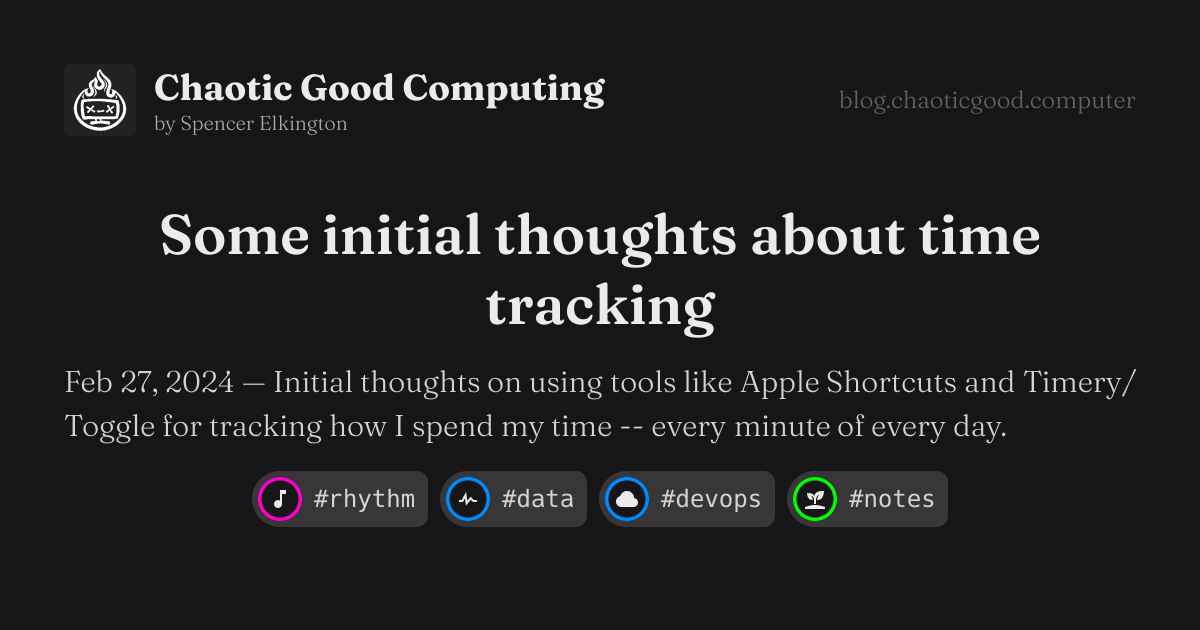 Chaotic Good Computing
by Spencer Elkington
blog.chaoticgood.computer
Some initial thoughts about time
tracking
Feb 27, 2024 — Initial thoughts on using tools like Apple Shortcuts and Timery/
Toggle for tracking how I spend my time -- every minute of every day.
#rhythm
#data
#devops
#notes